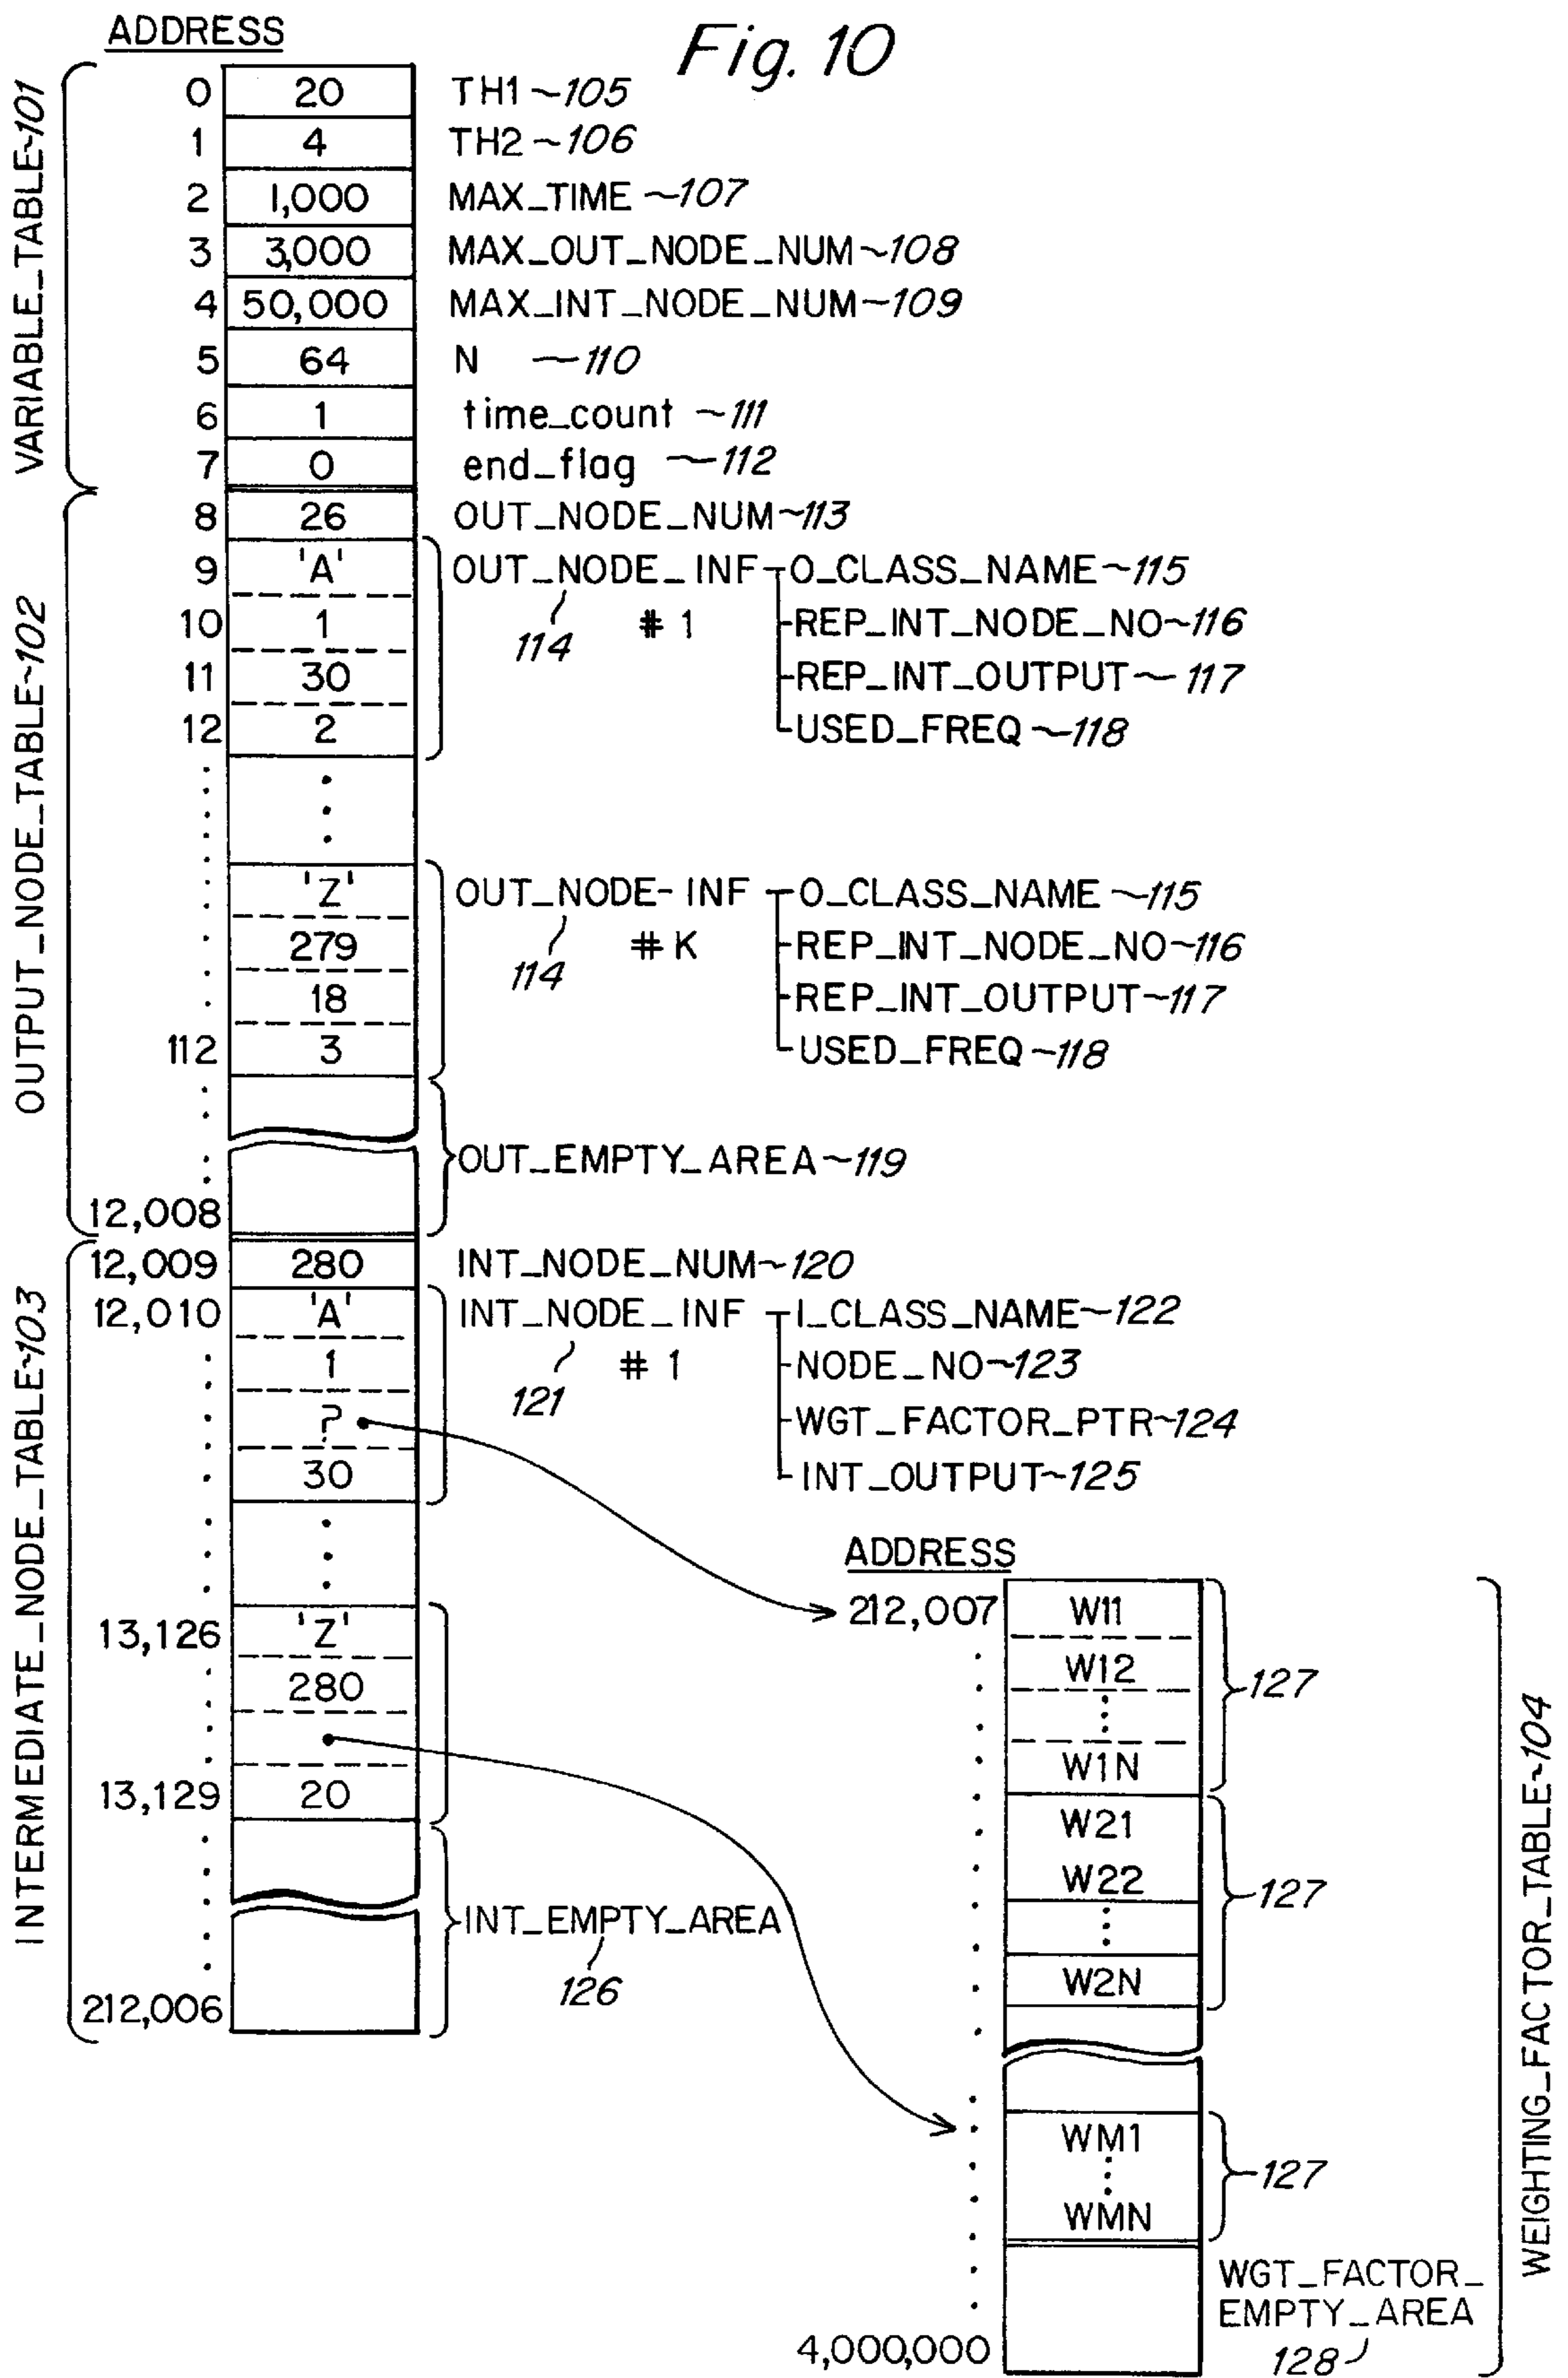 Fig. 10
ADDRESS
VARIABLE_TABLE~101
0 20 TH1~105
1 4 TH2~106
2 1,000 MAX_TIME~107
3 3,000 MAX_OUT_NODE_NUM~108
4 50,000 MAX_INT_NODE_NUM~109
5 64 N ~110
6 1 time_count ~111
7 0 end_flag ~112
OUTPUT_NODE_TABLE~102
8 26 OUT_NODE_NUM~113
9 'A' OUT_NODE_INF O_CLASS_NAME~115
10 1 114 #1 REP_INT_NODE_NO~116
11 30 REP_INT_OUTPUT~117
12 2 USED_FREQ~118
'Z' OUT_NODE-INF O_CLASS_NAME~115
279 114 #K REP_INT_NODE_NO~116
18 REP_INT_OUTPUT~117
112 3 USED_FREQ~118
OUT_EMPTY_AREA~119
12,008
INTERMEDIATE_NODE_TABLE~103
12,009 280 INT_NODE_NUM~120
12,010 'A' INT_NODE_INF I_CLASS_NAME~122
1 121 #1 NODE_NO~123
? WGT_FACTOR_PTR~124
30 INT_OUTPUT~125
13,126 'Z'
280
13,129 20
INT_EMPTY_AREA
126
212,006
ADDRESS
WEIGHTING_FACTOR_TABLE~104
212,007 W11
W12 127
W1N
W21
W22 127
W2N
WM1
127
WMN
WGT_FACTOR_
EMPTY_AREA
128
4,000,000